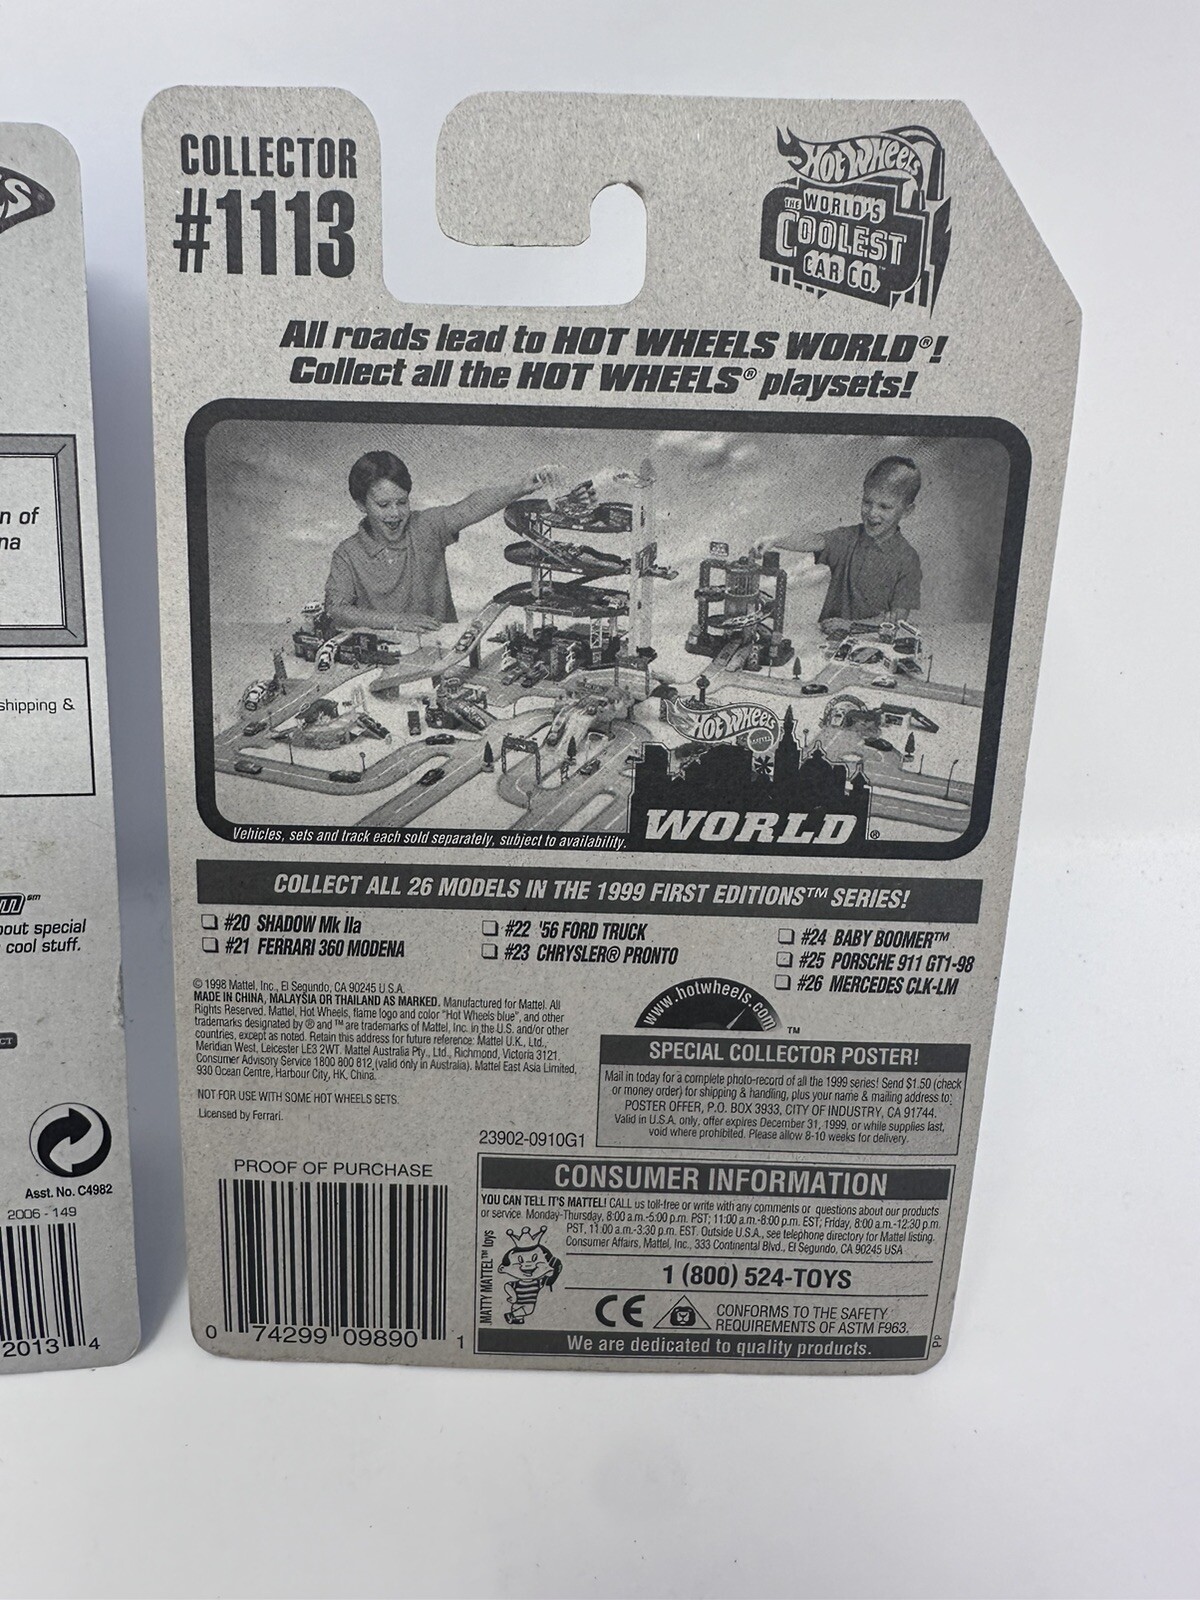 S
n of
na
shipping &
sm
bout special
cool stuff.
CT
Asst. No. C4982
2006 - 149
2013 4
COLLECTOR
#1113
HOT WHEELS
THE WORLD'S
COOLEST
CAR CO.™
All roads lead to HOT WHEELS WORLD®!
Collect all the HOT WHEELS® playsets!
HOT WHEELS
MATTEL
WORLD®
Vehicles, sets and track each sold separately, subject to availability.
COLLECT ALL 26 MODELS IN THE 1999 FIRST EDITIONS™ SERIES!
#20 SHADOW Mk IIa
#21 FERRARI 360 MODENA
#22 '56 FORD TRUCK
#23 CHRYSLER® PRONTO
#24 BABY BOOMER™
#25 PORSCHE 911 GT1-98
#26 MERCEDES CLK-LM
© 1998 Mattel, Inc., El Segundo, CA 90245 U.S.A.
MADE IN CHINA, MALAYSIA OR THAILAND AS MARKED. Manufactured for Mattel. All
Rights Reserved. Mattel, Hot Wheels, flame logo and color "Hot Wheels blue", and other
trademarks designated by ® and ™ are trademarks of Mattel, Inc. in the U.S. and/or other
countries, except as noted. Retain this address for future reference: Mattel U.K., Ltd.,
Meridian West, Leicester LE3 2WT. Mattel Australia Pty., Ltd., Richmond, Victoria 3121.
Consumer Advisory Service 1800 800 812 (valid only in Australia). Mattel East Asia Limited,
930 Ocean Centre, Harbour City, HK, China.
NOT FOR USE WITH SOME HOT WHEELS SETS.
Licensed by Ferrari.
www.hotwheels.com
™
SPECIAL COLLECTOR POSTER!
Mail in today for a complete photo-record of all the 1999 series! Send $1.50 (check
or money order) for shipping & handling, plus your name & mailing address to:
POSTER OFFER, P.O. BOX 3933, CITY OF INDUSTRY, CA 91744.
Valid in U.S.A. only, offer expires December 31, 1999, or while supplies last,
void where prohibited. Please allow 8-10 weeks for delivery.
23902-0910G1
PROOF OF PURCHASE
0 74299 09890 1
CONSUMER INFORMATION
YOU CAN TELL IT'S MATTEL! CALL us toll-free or write with any comments or questions about our products
or service. Monday-Thursday, 8:00 a.m.-5:00 p.m. PST; 11:00 a.m.-8:00 p.m. EST; Friday, 8:00 a.m.-12:30 p.m.
PST, 11:00 a.m.-3:30 p.m. EST. Outside U.S.A., see telephone directory for Mattel listing.
Consumer Affairs, Mattel, Inc., 333 Continental Blvd., El Segundo, CA 90245 USA
MATTY MATTEL™ toys
1 (800) 524-TOYS
CE
CONFORMS TO THE SAFETY
REQUIREMENTS OF ASTM F963.
We are dedicated to quality products.
PP